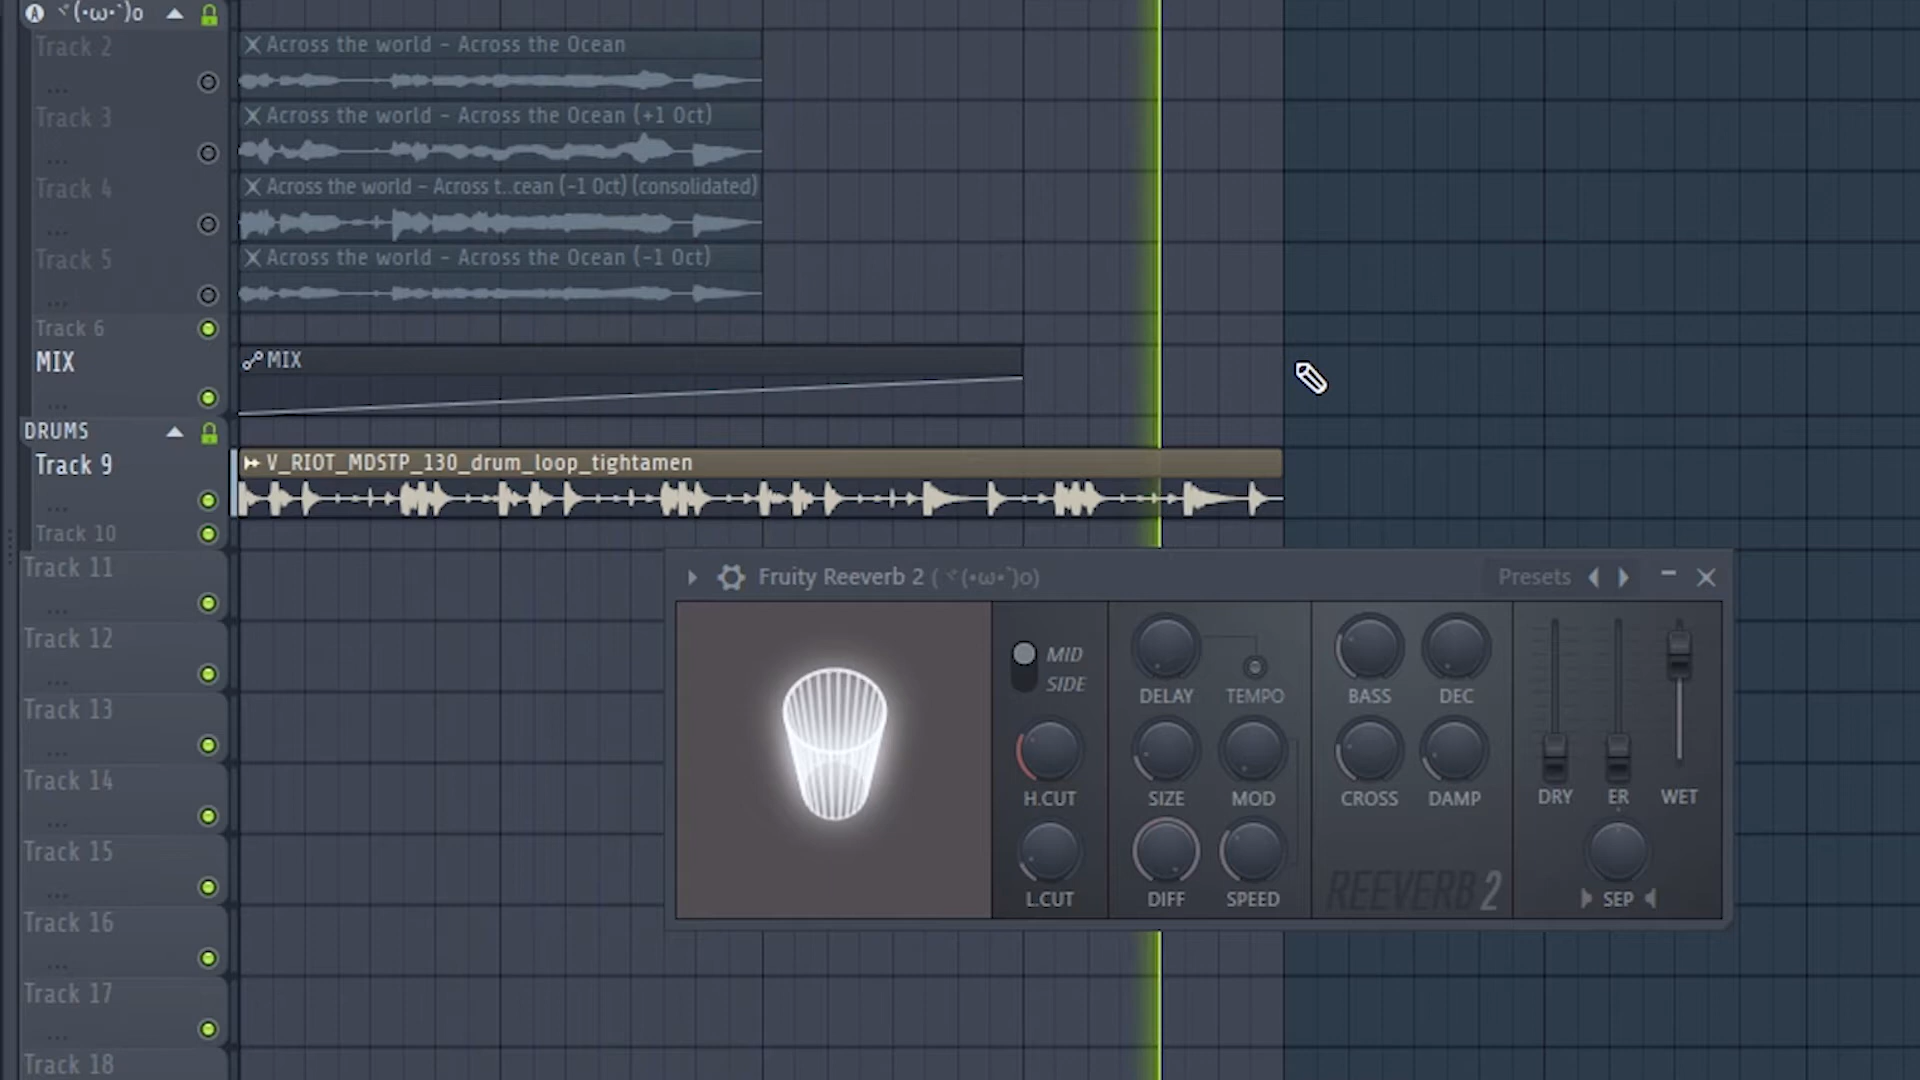 ヾ(•ω•`)o
Track 2
Across the world - Across the Ocean
...
Track 3
Across the world - Across the Ocean (+1 Oct)
...
Track 4
Across the world - Across t..cean (-1 Oct) (consolidated)
...
Track 5
Across the world - Across the Ocean (-1 Oct)
...
Track 6
MIX
MIX
...
DRUMS
Track 9
V_RIOT_MDSTP_130_drum_loop_tightamen
...
Track 10
Track 11
...
Track 12
...
Track 13
...
Track 14
...
Track 15
...
Track 16
...
Track 17
...
Track 18
Fruity Reeverb 2 (ヾ(•ω•`)o)
Presets
MID
SIDE
DELAY TEMPO BASS DEC
H.CUT SIZE MOD CROSS DAMP DRY ER WET
L.CUT DIFF SPEED REEVERB 2 SEP